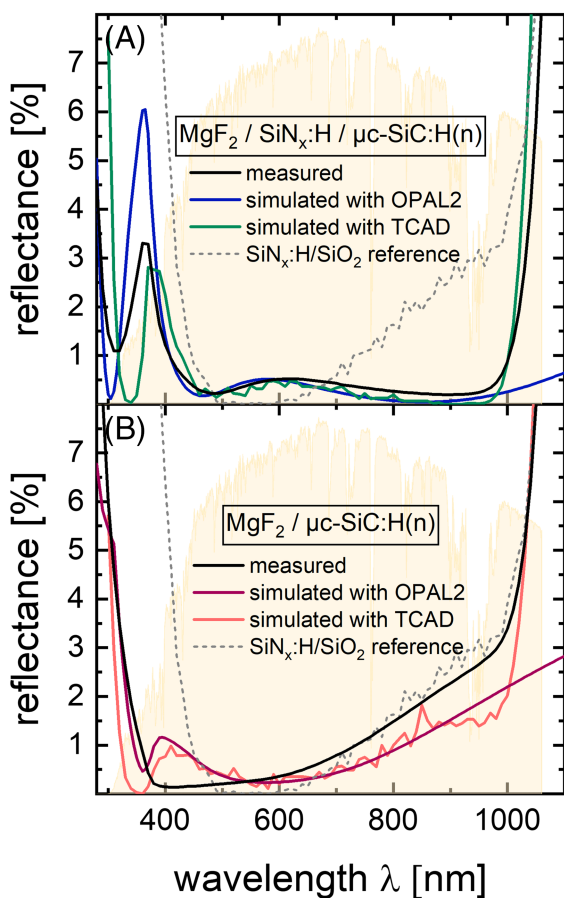 (A)
7
6
5
4
3
2
1
reflectance [%]
MgF₂ / SiNₓ:H / µc-SiC:H(n)
measured
simulated with OPAL2
simulated with TCAD
SiNₓ:H/SiO₂ reference
(B)
7
6
5
4
3
2
1
reflectance [%]
MgF₂ / µc-SiC:H(n)
measured
simulated with OPAL2
simulated with TCAD
SiNₓ:H/SiO₂ reference
400 600 800 1000
wavelength λ [nm]